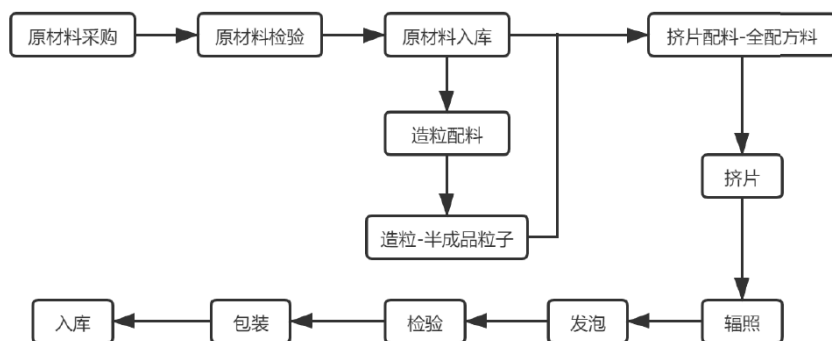 原材料采购
原材料检验
原材料入库
挤片配料-全配方料
造粒配料
挤片
造粒-半成品粒子
入库
包装
检验
发泡
辐照